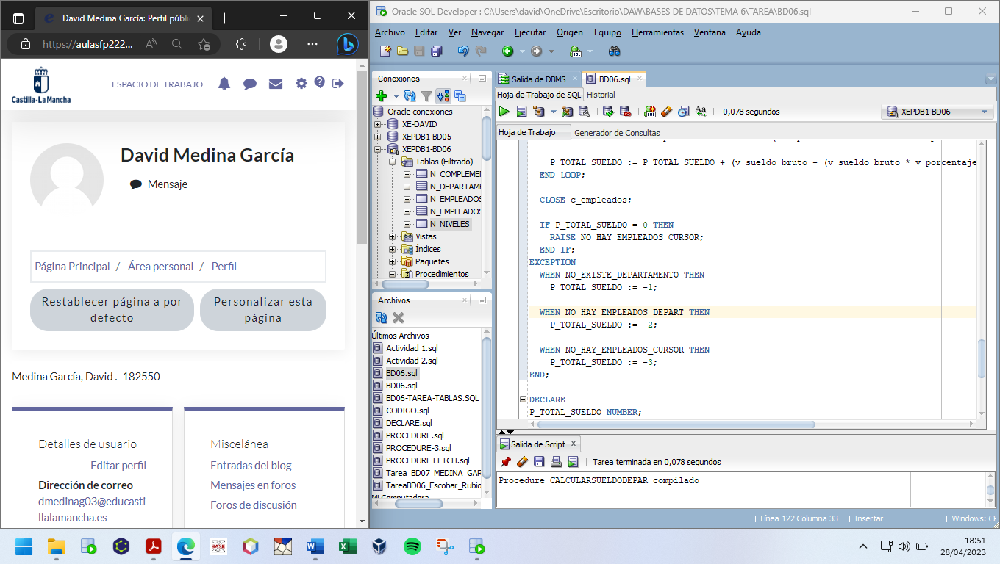 David Medina García: Perfil públi
https://aulasfp222...
Castilla-La Mancha
ESPACIO DE TRABAJO
David Medina García
Mensaje
Página Principal / Área personal / Perfil
Restablecer página a por defecto
Personalizar esta página
Medina García, David .- 182550
Detalles de usuario
Editar perfil
Dirección de correo
dmedinag03@educasti
llalamancha.es
Miscelánea
Entradas del blog
Mensajes en foros
Foros de discusión
Oracle SQL Developer : C:\Users\david\OneDrive\Escritorio\DAW\BASES DE DATOS\TEMA 6\TAREA\BD06.sql
Archivo Editar Ver Navegar Ejecutar Origen Equipo Herramientas Ventana Ayuda
Conexiones
Oracle conexiones
XE-DAVID
XEPDB1-BD05
XEPDB1-BD06
Tablas (Filtrado)
N_COMPLEMEN
N_DEPARTAME
N_EMPLEADOS
N_EMPLEADOS
N_NIVELES
Vistas
Índices
Paquetes
Procedimientos
Archivos
Últimos Archivos
Actividad 1.sql
Actividad 2.sql
BD06.sql
BD06.sql
BD06-TAREA-TABLAS.SQL
CODIGO.sql
DECLARE.sql
PROCEDURE.sql
PROCEDURE-3.sql
PROCEDURE FETCH.sql
Tarea_BD07_MEDINA_GAR
TareaBD06_Escobar_Rubio
Mi Computadora
Salida de DBMS
BD06.sql
Hoja de Trabajo de SQL Historial
0,078 segundos
XEPDB1-BD06
Hoja de Trabajo Generador de Consultas
P_TOTAL_SUELDO := P_TOTAL_SUELDO + (v_sueldo_bruto - (v_sueldo_bruto * v_porcentaje
END LOOP;
CLOSE c_empleados;
IF P_TOTAL_SUELDO = 0 THEN
RAISE NO_HAY_EMPLEADOS_CURSOR;
END IF;
EXCEPTION
WHEN NO_EXISTE_DEPARTAMENTO THEN
P_TOTAL_SUELDO := -1;
WHEN NO_HAY_EMPLEADOS_DEPART THEN
P_TOTAL_SUELDO := -2;
WHEN NO_HAY_EMPLEADOS_CURSOR THEN
P_TOTAL_SUELDO := -3;
END;
DECLARE
P_TOTAL_SUELDO NUMBER;
Salida de Script
Tarea terminada en 0,078 segundos
Procedure CALCULARSUELDODEPAR compilado
Línea 122 Columna 33 Insertar Windows: CF
18:51
28/04/2023